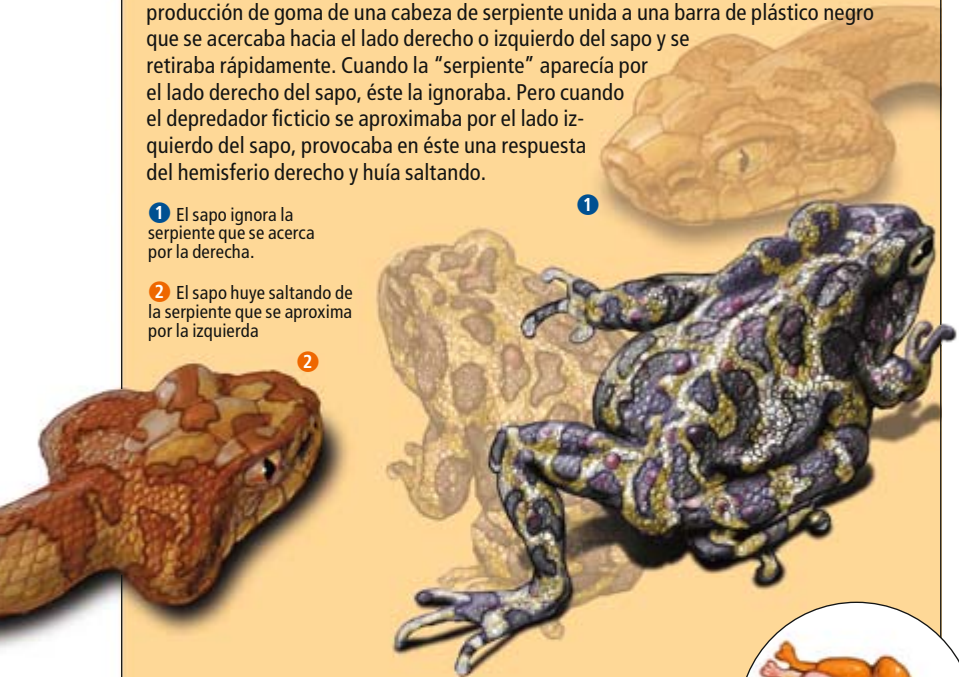 producción de goma de una cabeza de serpiente unida a una barra de plástico negro
que se acercaba hacia el lado derecho o izquierdo del sapo y se
retiraba rápidamente. Cuando la “serpiente” aparecía por
el lado derecho del sapo, éste la ignoraba. Pero cuando
el depredador ficticio se aproximaba por el lado iz-
quierdo del sapo, provocaba en éste una respuesta
del hemisferio derecho y huía saltando.
1 El sapo ignora la
serpiente que se acerca
por la derecha.
2 El sapo huye saltando de
la serpiente que se aproxima
por la izquierda
1
2